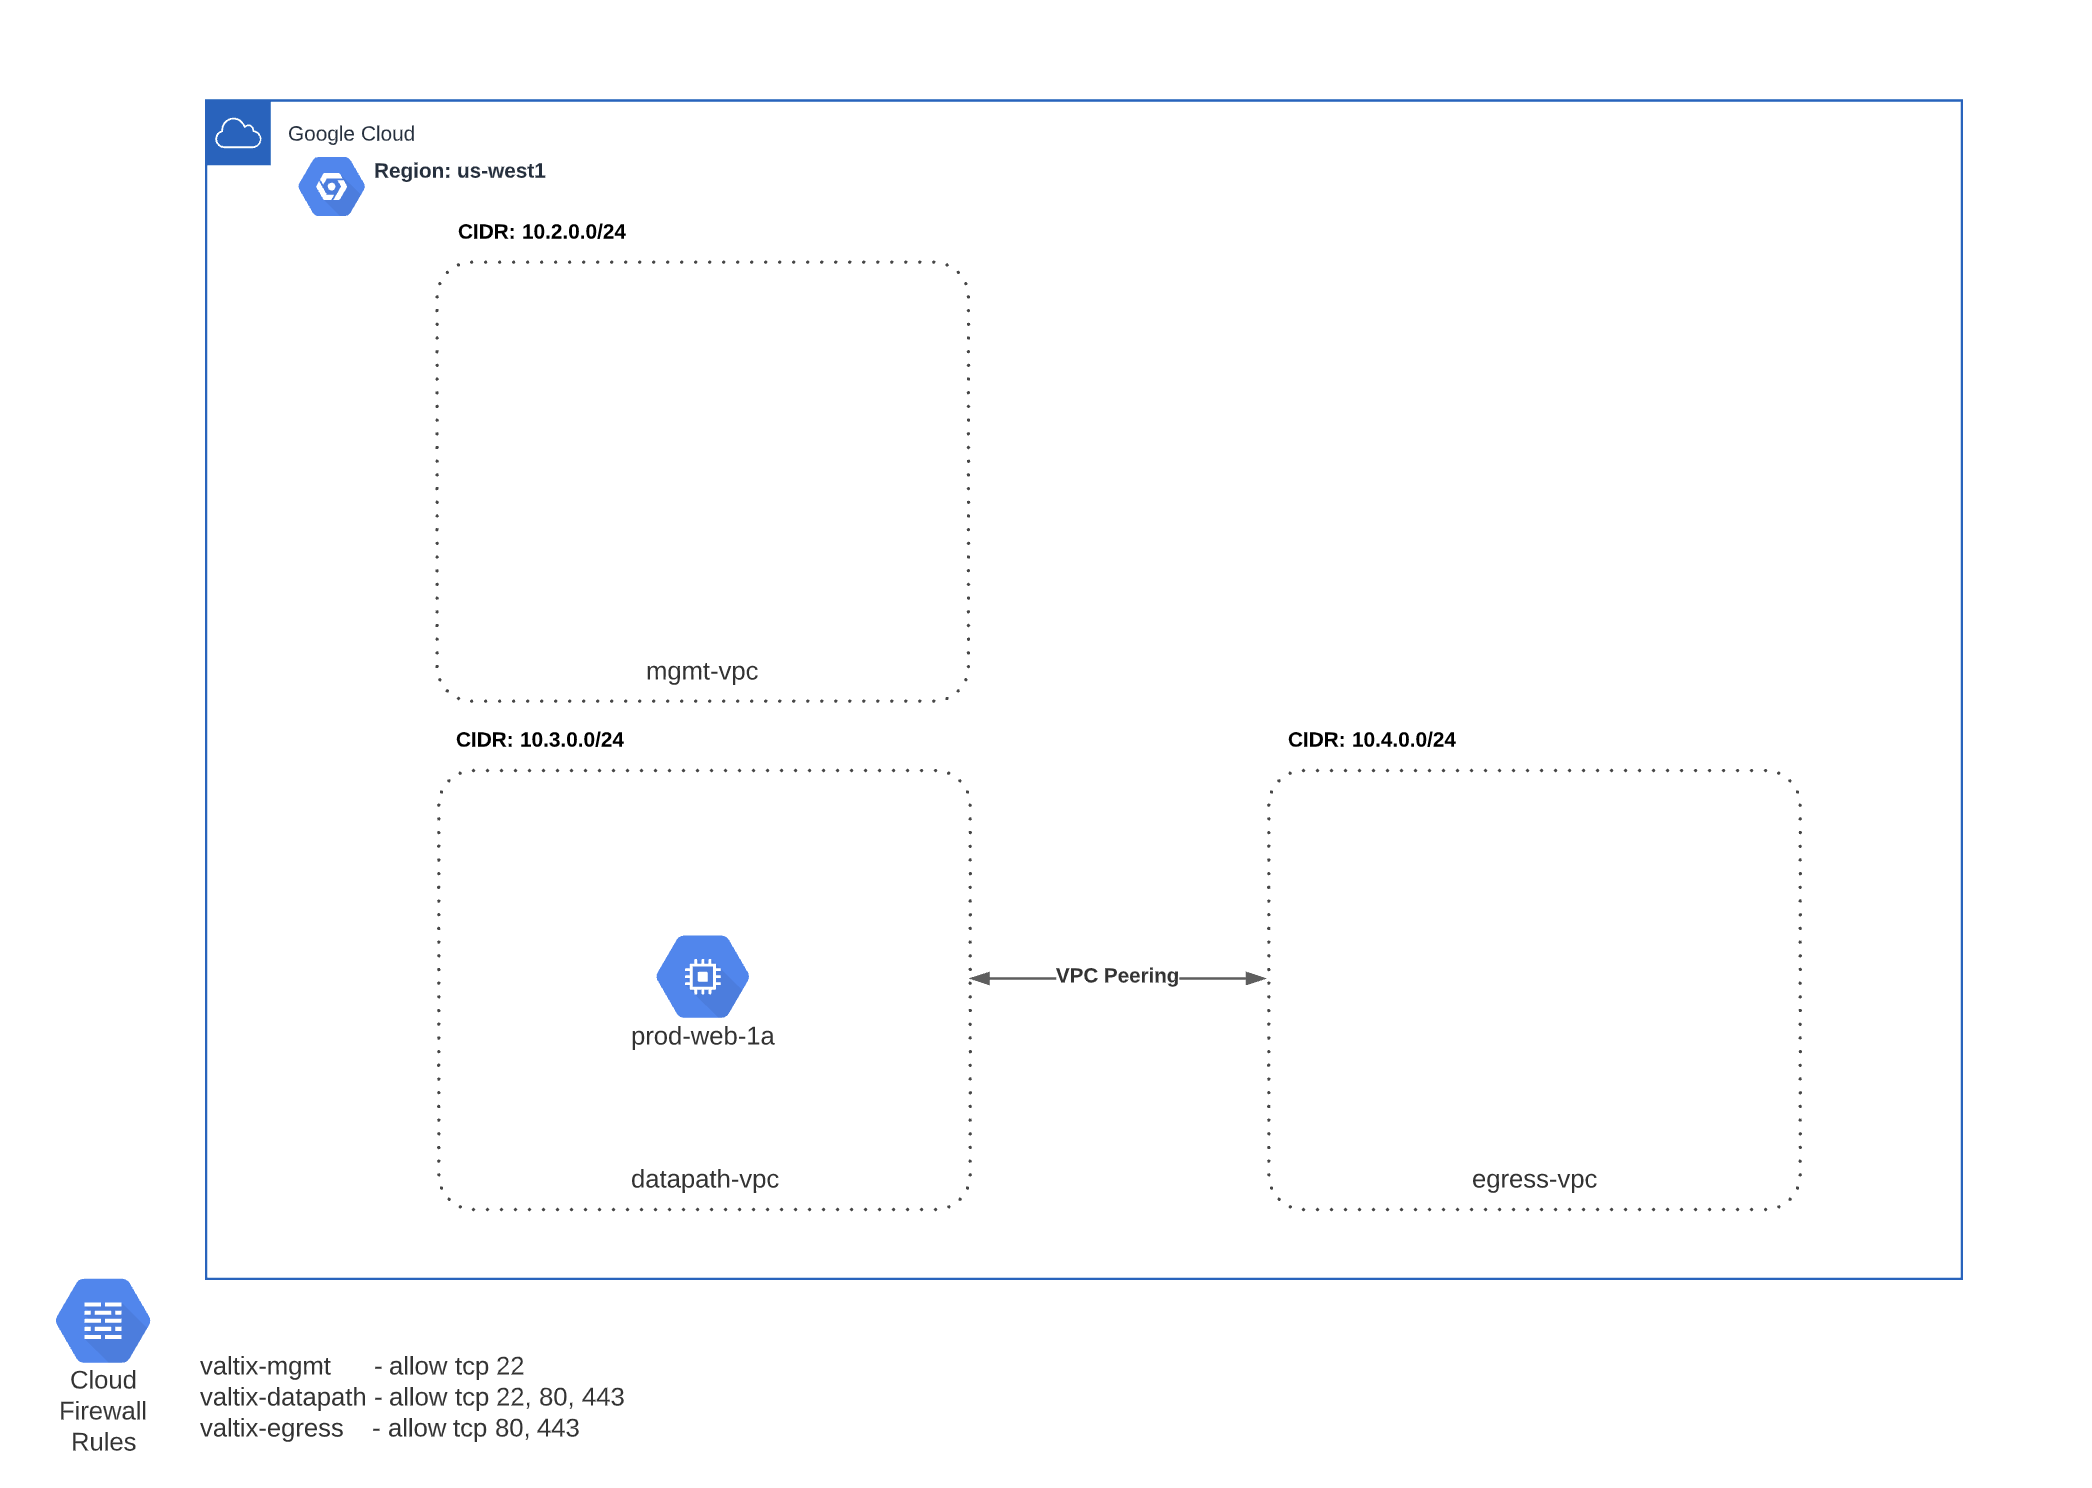 Google Cloud
Region: us-west1
CIDR: 10.2.0.0/24
mgmt-vpc
CIDR: 10.3.0.0/24
CIDR: 10.4.0.0/24
VPC Peering
prod-web-1a
datapath-vpc
egress-vpc
Cloud
Firewall
Rules
valtix-mgmt - allow tcp 22
valtix-datapath - allow tcp 22, 80, 443
valtix-egress - allow tcp 80, 443